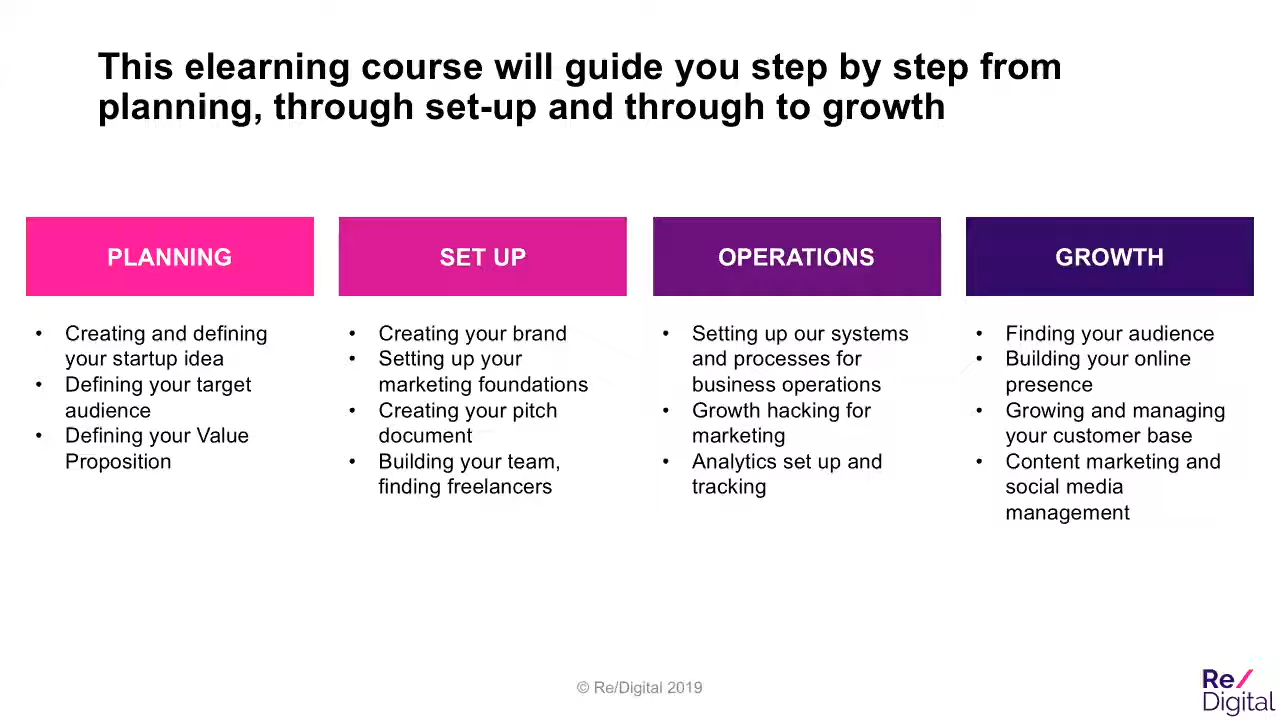 This elearning course will guide you step by step from
planning, through set-up and through to growth
PLANNING
• Creating and defining
your startup idea
• Defining your target
audience
• Defining your Value
Proposition
SET UP
• Creating your brand
• Setting up your
marketing foundations
• Creating your pitch
document
• Building your team,
finding freelancers
OPERATIONS
• Setting up our systems
and processes for
business operations
• Growth hacking for
marketing
• Analytics set up and
tracking
GROWTH
• Finding your audience
• Building your online
presence
• Growing and managing
your customer base
• Content marketing and
social media
management
© Re/Digital 2019
Re/
Digital